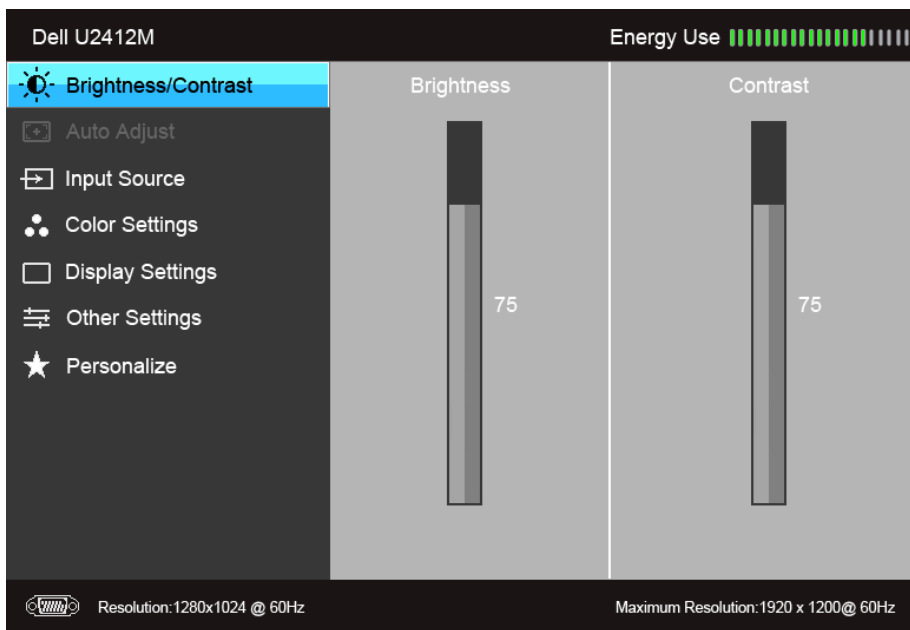 Dell U2412M
Energy Use
Brightness/Contrast
Auto Adjust
Input Source
Color Settings
Display Settings
Other Settings
Personalize
Brightness
75
Contrast
75
Resolution:1280x1024 @ 60Hz
Maximum Resolution:1920 x 1200@ 60Hz